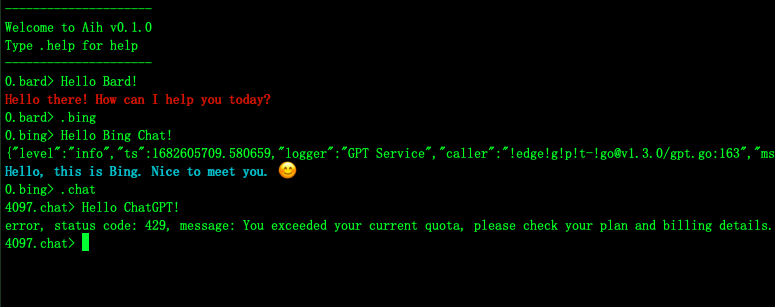 ---------------------
Welcome to Aih v0.1.0
Type .help for help
---------------------
0.bard> Hello Bard!
Hello there! How can I help you today?
0.bard> .bing
0.bing> Hello Bing Chat!
{"level":"info","ts":1682605709.580659,"logger":"GPT Service","caller":"!edge!g!p!t-!go@v1.3.0/gpt.go:163","ms
Hello, this is Bing. Nice to meet you. 😊
0.bing> .chat
4097.chat> Hello ChatGPT!
error, status code: 429, message: You exceeded your current quota, please check your plan and billing details.
4097.chat>